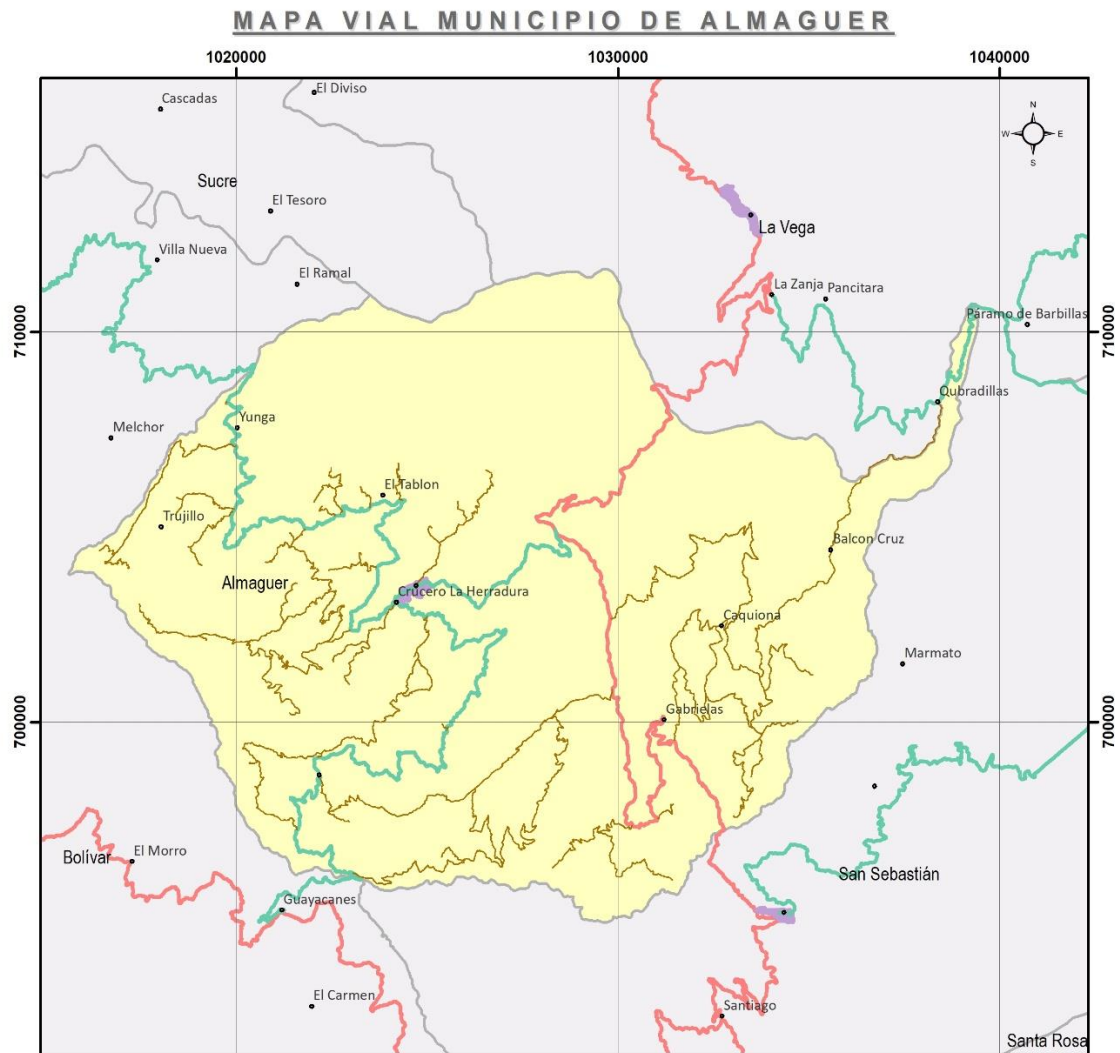 MAPA VIAL MUNICIPIO DE ALMAGUER
1020000
1030000
1040000
El Diviso
Cascadas
N
W
E
S
Sucre
El Tesoro
La Vega
Villa Nueva
El Ramal
La Zanja
Pancitara
Páramo de Barbillas
710000
710000
Qubradillas
Yunga
Melchor
El Tablon
Trujillo
Balcon Cruz
Almaguer
Crucero La Herradura
Caquiona
Marmato
Gabrielas
700000
700000
El Morro
Bolívar
San Sebastián
Guayacanes
El Carmen
Santiago
Santa Rosa